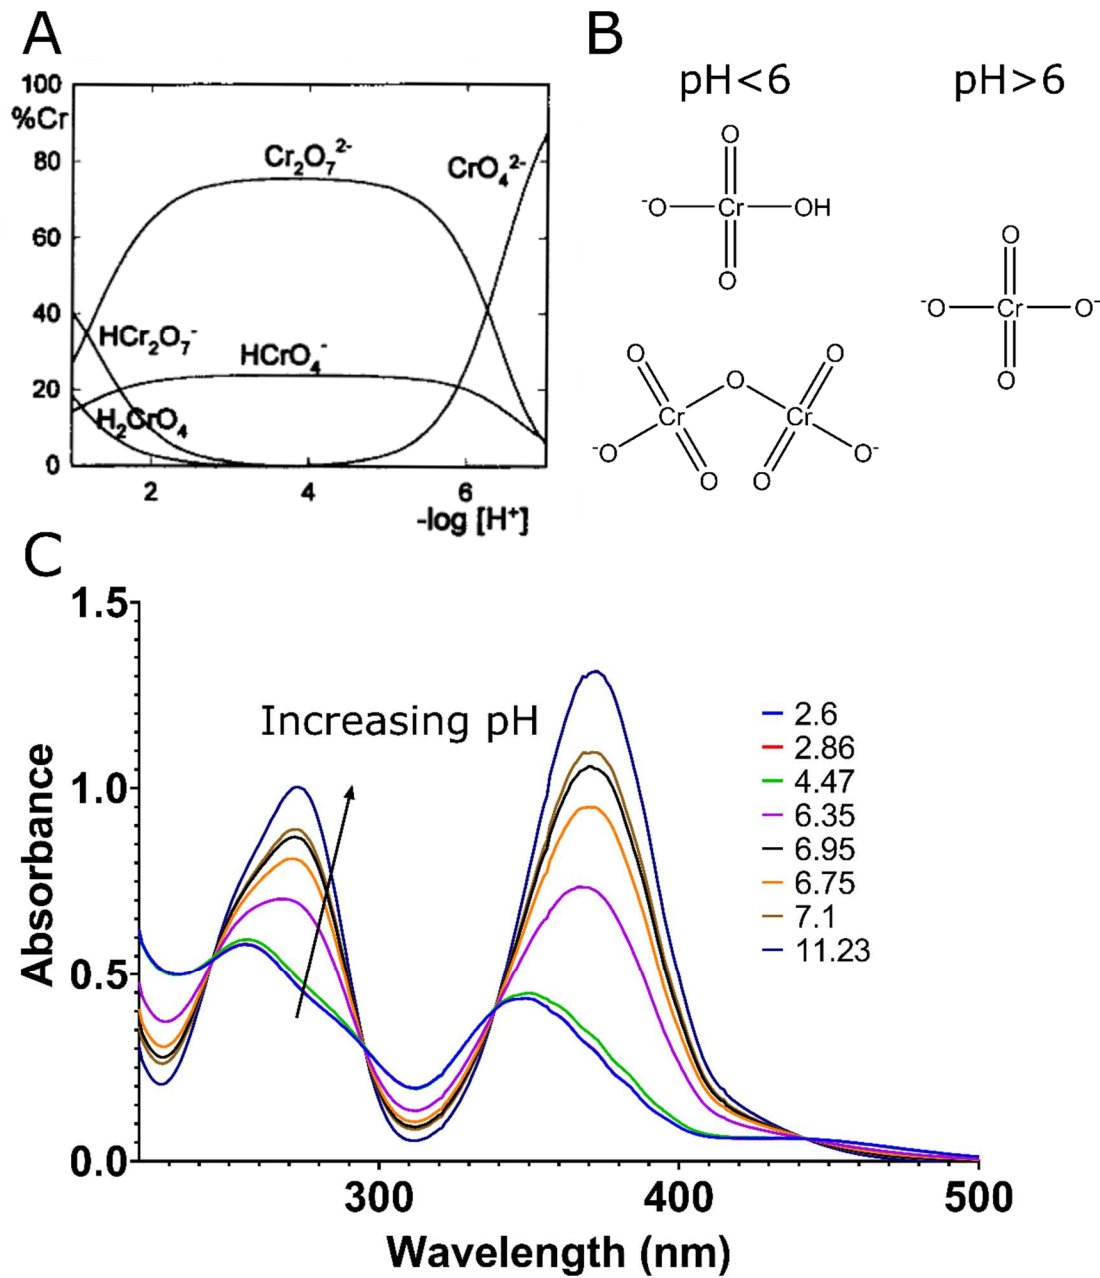 A
100
%Cr
80
60
40
20
0
2
4
6
-log [H⁺]
Cr₂O₇²⁻
CrO₄²⁻
HCr₂O₇⁻
HCrO₄⁻
H₂CrO₄
B
pH<6
pH>6
O
⁻O Cr OH
O
O
⁻O Cr O⁻
O
O O O
Cr Cr
⁻O O⁻
O O
C
1.5
1.0
0.5
0.0
Absorbance
Increasing pH
2.6
2.86
4.47
6.35
6.95
6.75
7.1
11.23
300
400
500
Wavelength (nm)